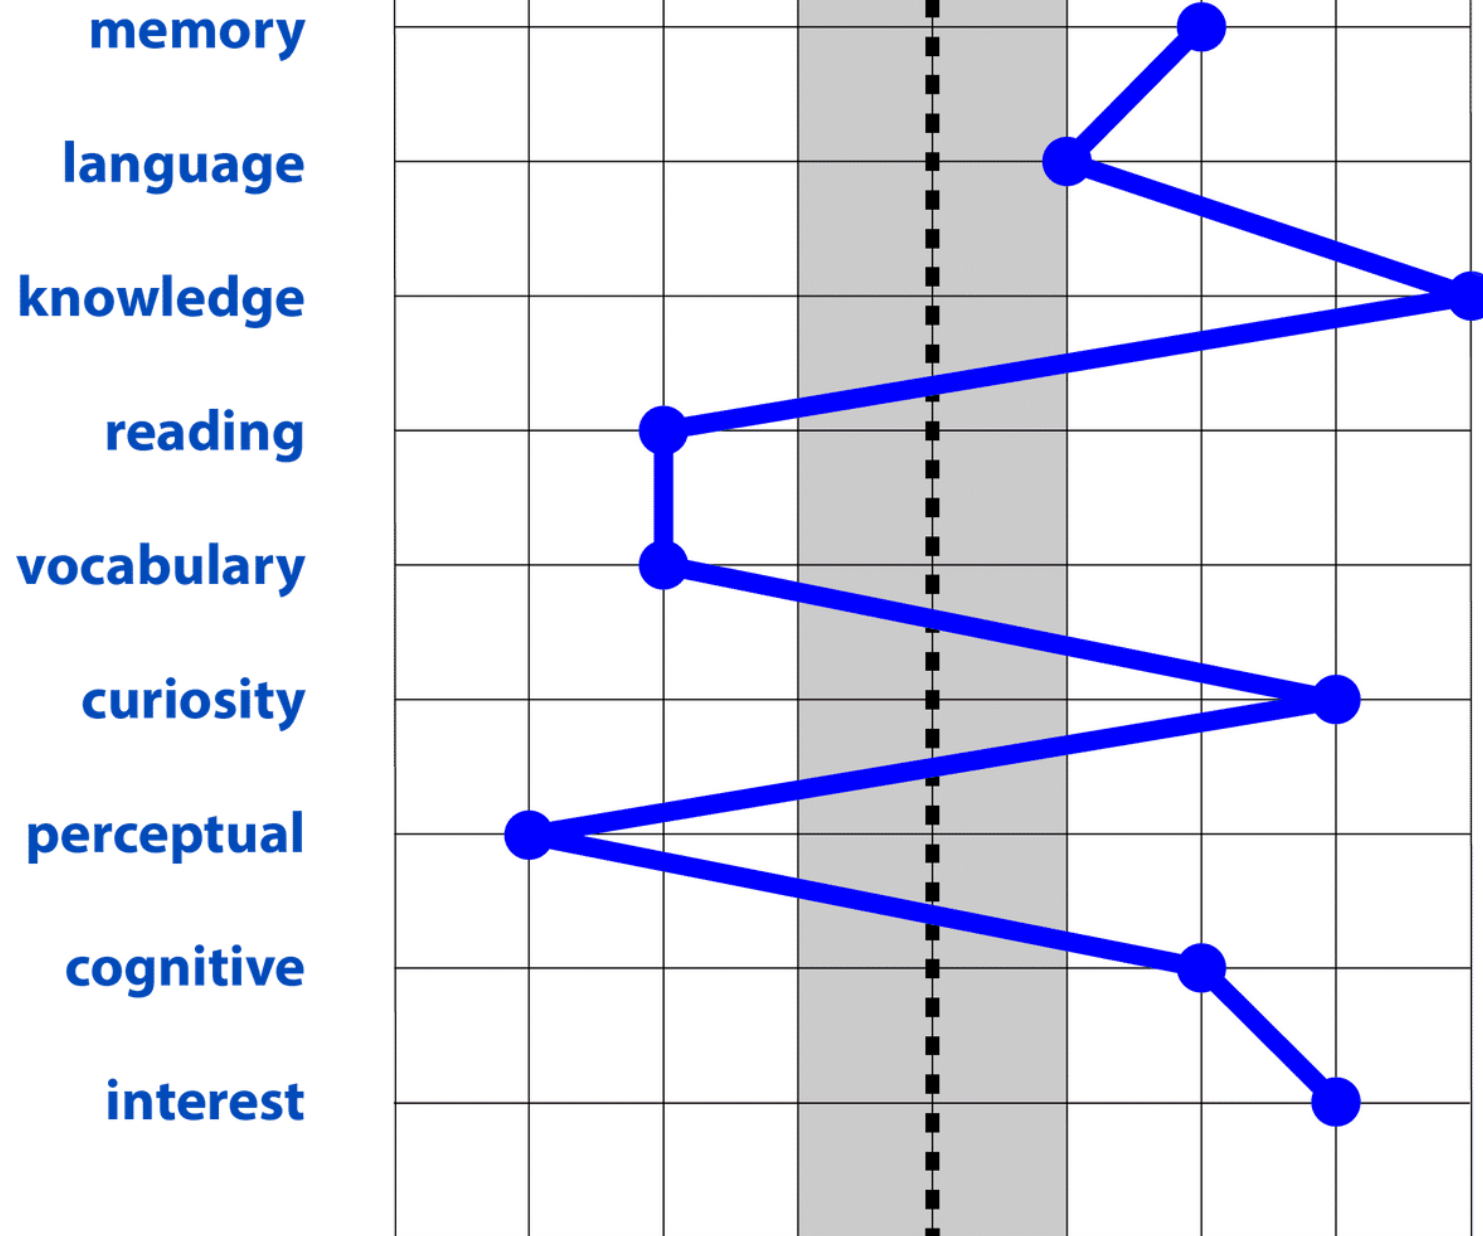 memory
language
knowledge
reading
vocabulary
curiosity
perceptual
cognitive
interest